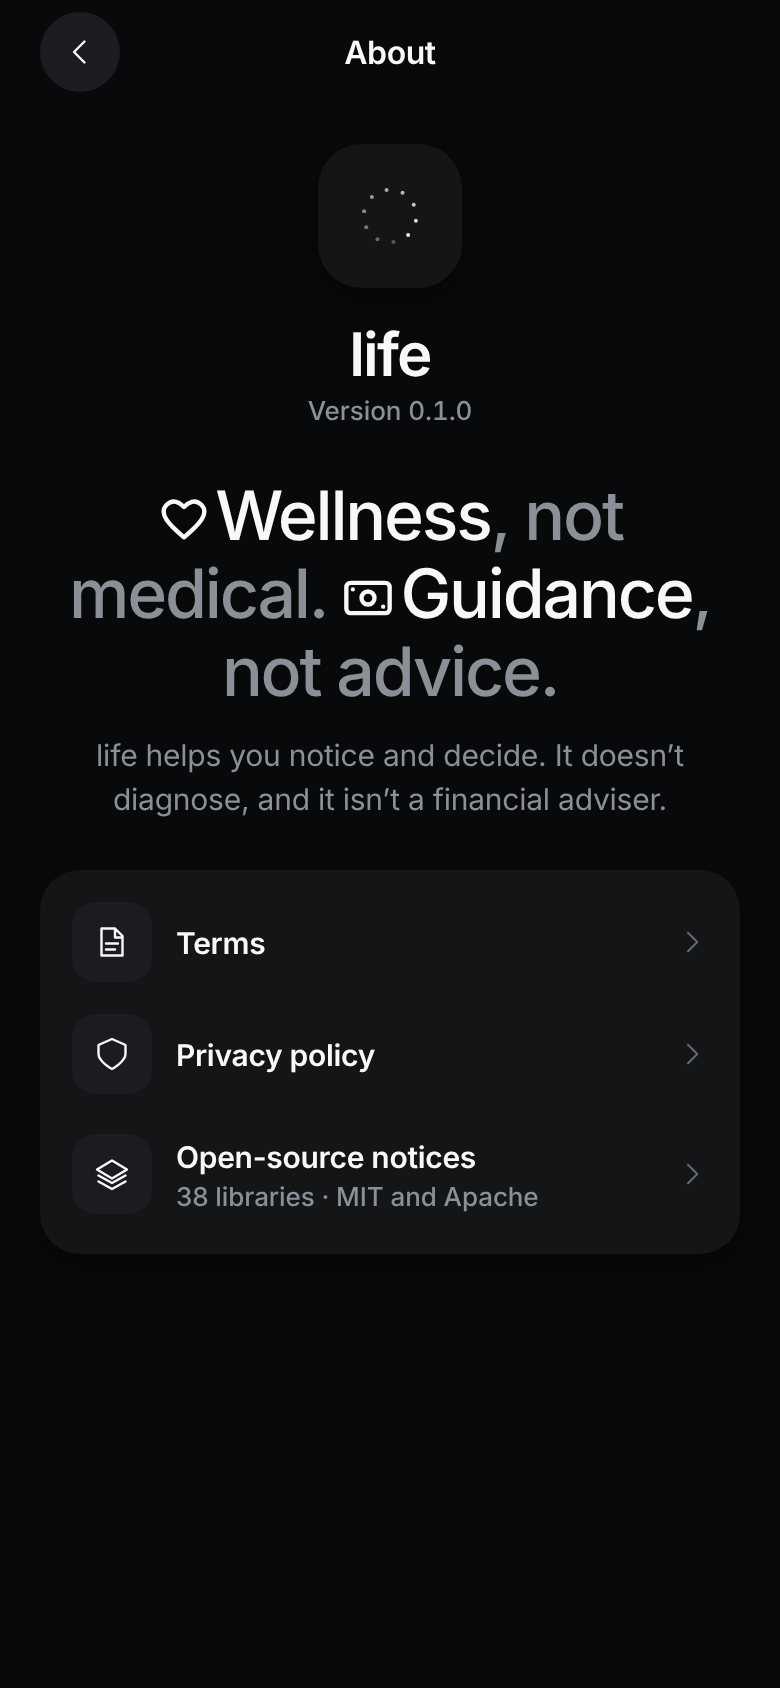 About
life
Version 0.1.0
Wellness, not
medical. Guidance,
not advice.
life helps you notice and decide. It doesn’t
diagnose, and it isn’t a financial adviser.
Terms
Privacy policy
Open-source notices
38 libraries · MIT and Apache